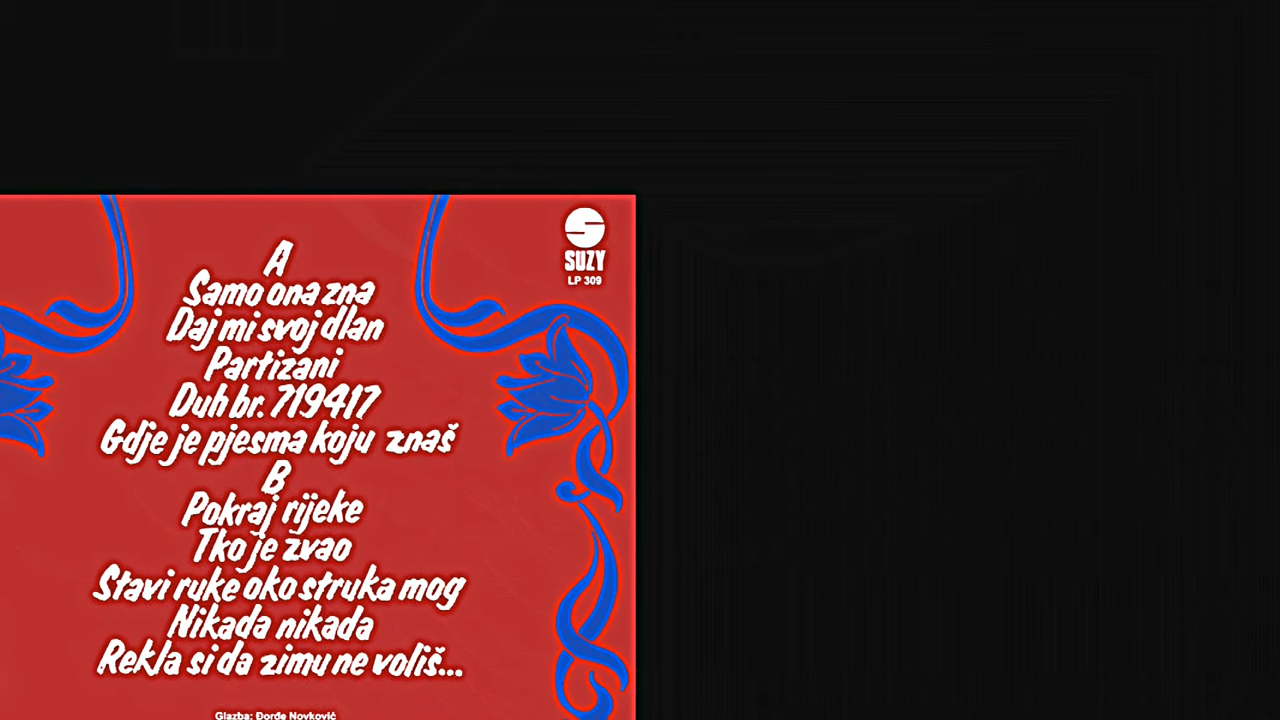 SUZY
LP 309
A
Samo ona zna
Daj mi svoj dlan
Partizani
Duh br. 719417
Gdje je pjesma koju znaš
B
Pokraj rijeke
Tko je zvao
Stavi ruke oko struka mog
Nikada nikada
Rekla si da zimu ne voliš...
Glazba: Đorđe Novković